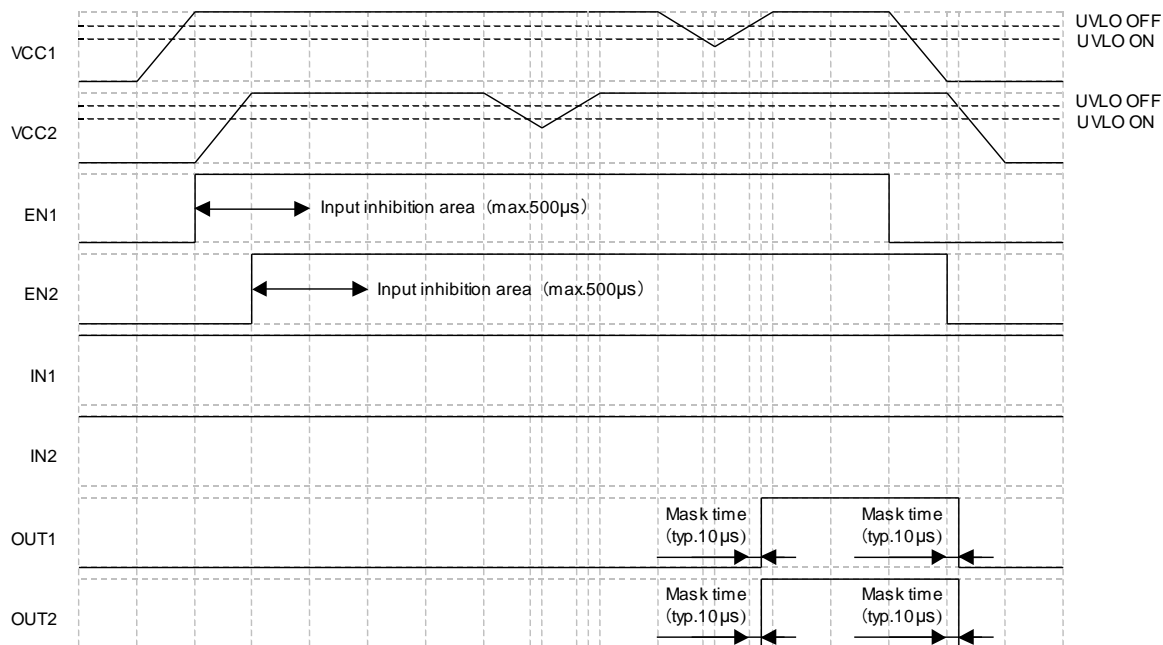 VCC1
UVLO OFF
UVLO ON
VCC2
UVLO OFF
UVLO ON
EN1
Input inhibition area (max.500μs)
EN2
Input inhibition area (max.500μs)
IN1
IN2
OUT1
Mask time
(typ.10μs)
Mask time
(typ.10μs)
OUT2
Mask time
(typ.10μs)
Mask time
(typ.10μs)